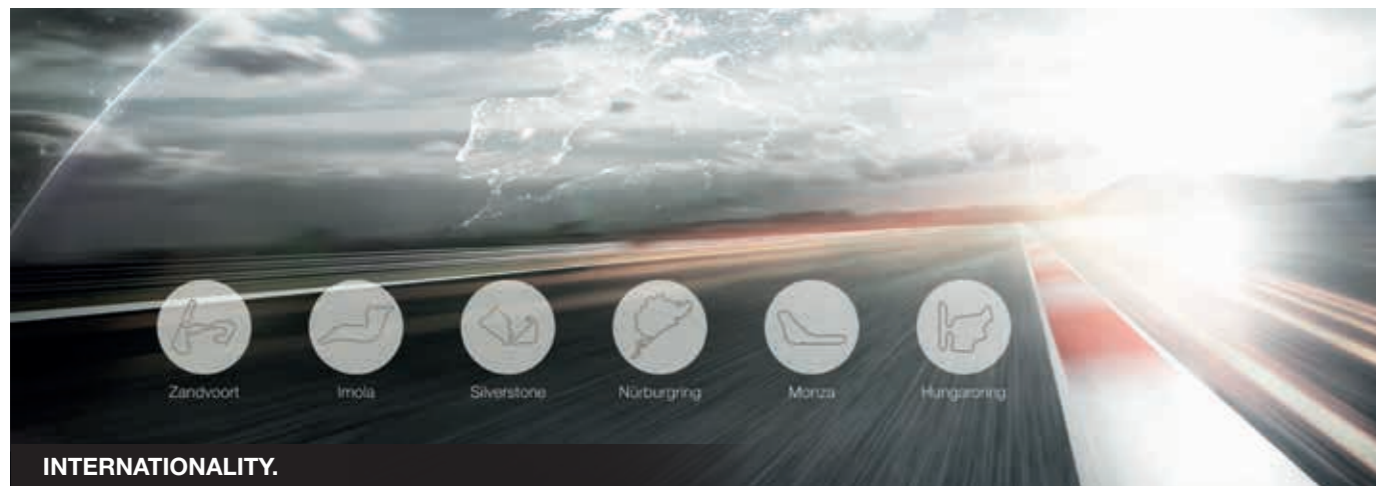 Zandvoort Imola Silverstone Nürburgring Monza Hungaroring
INTERNATIONALITY.